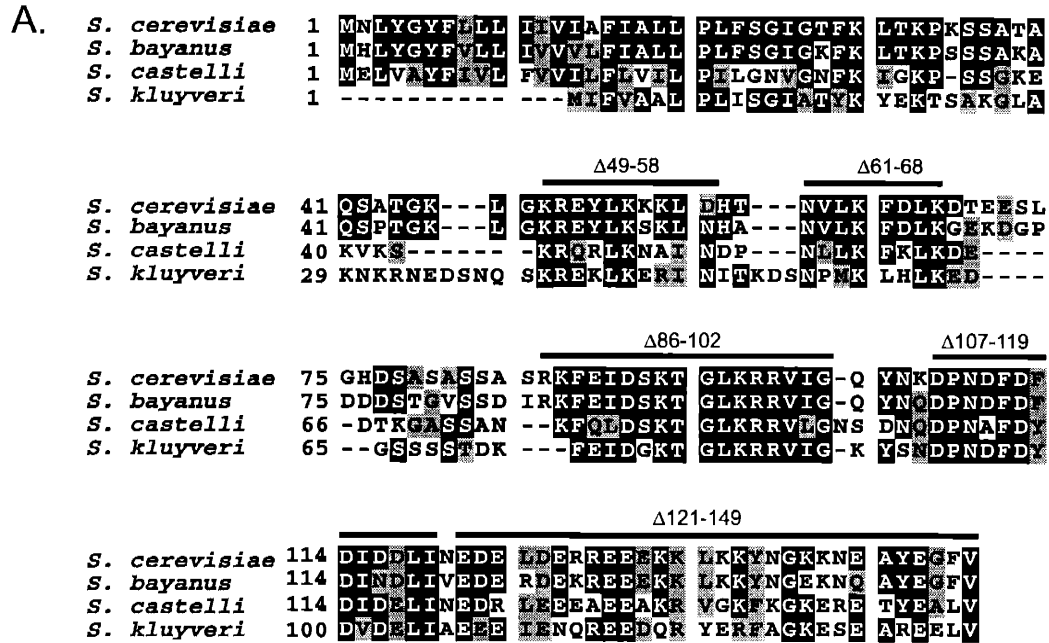 A.
S. cerevisiae 1 MNLYGYFLLL IIVIAFIALL PLFSGIGTFK LTKPKSSATA
S. bayanus 1 MHLYGYFVLL IVVVLFIALL PLFSGIGKFK LTKPSSSAKA
S. castelli 1 MELVAYFIVL FVVILFLVIL PILGNVGNFK IGKP-SSGKE
S. kluyveri 1 -------------MIFVAAL PLISGIATYK YEKTSAKGLA
Δ49-58 Δ61-68
S. cerevisiae 41 QSATGK---L GKREYLKKKL DHT---NVLK FDLKDTEESL
S. bayanus 41 QSPTGK---L GKREYLKSKL NHA---NVLK FDLKGEKDGP
S. castelli 40 KVKS------ -KRQRLKNAI NDP---NLLK FKLKDE----
S. kluyveri 29 KNKRNEDSNQ SKREKLKERI NITKDSNPMK LHLKED----
Δ86-102 Δ107-119
S. cerevisiae 75 GHDSASASSA SRKFEIDSKT GLKRRVIG-Q YNKDPNDFDF
S. bayanus 75 DDDSTGVSSD IRKFEIDSKT GLKRRVIG-Q YNQDPNDFDF
S. castelli 66 -DTKGASSAN --KFQLDSKT GLKRRVLGNS DNQDPNAFDY
S. kluyveri 65 --GSSSSTDK ---FEIDGKT GLKRRVIG-K YSNDPNDFDY
Δ121-149
S. cerevisiae 114 DIDDLINEDE LDERREEEKK LKKYNGKKNE AYEGFV
S. bayanus 114 DINDLIVEDE RDEKREEEKK LKKYNGEKNQ AYEGFV
S. castelli 114 DIDELINEDR LEEEAEEAKR VGKFKGKERE TYEALV
S. kluyveri 100 DVDELIAEEE IENQREEDQR YERFAGKESE AREELV